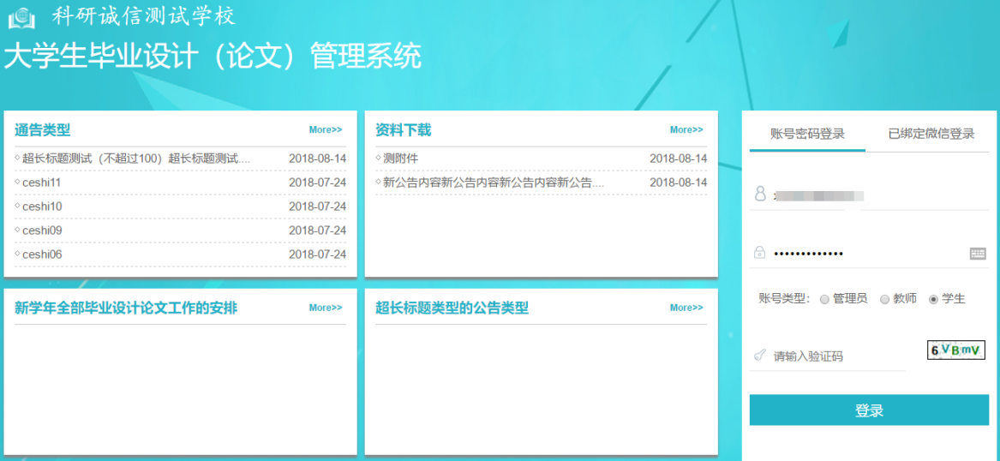 科研诚信测试学校
大学生毕业设计（论文）管理系统
通告类型 More>>
超长标题测试（不超过100）超长标题测试.... 2018-08-14
ceshi11 2018-07-24
ceshi10 2018-07-24
ceshi09 2018-07-24
ceshi06 2018-07-24
资料下载 More>>
测附件 2018-08-14
新公告内容新公告内容新公告内容新公告.... 2018-08-14
新学年全部毕业设计论文工作的安排 More>>
超长标题类型的公告类型 More>>
账号密码登录 已绑定微信登录
账号类型： 管理员 教师 学生
请输入验证码 6VBmV
登录